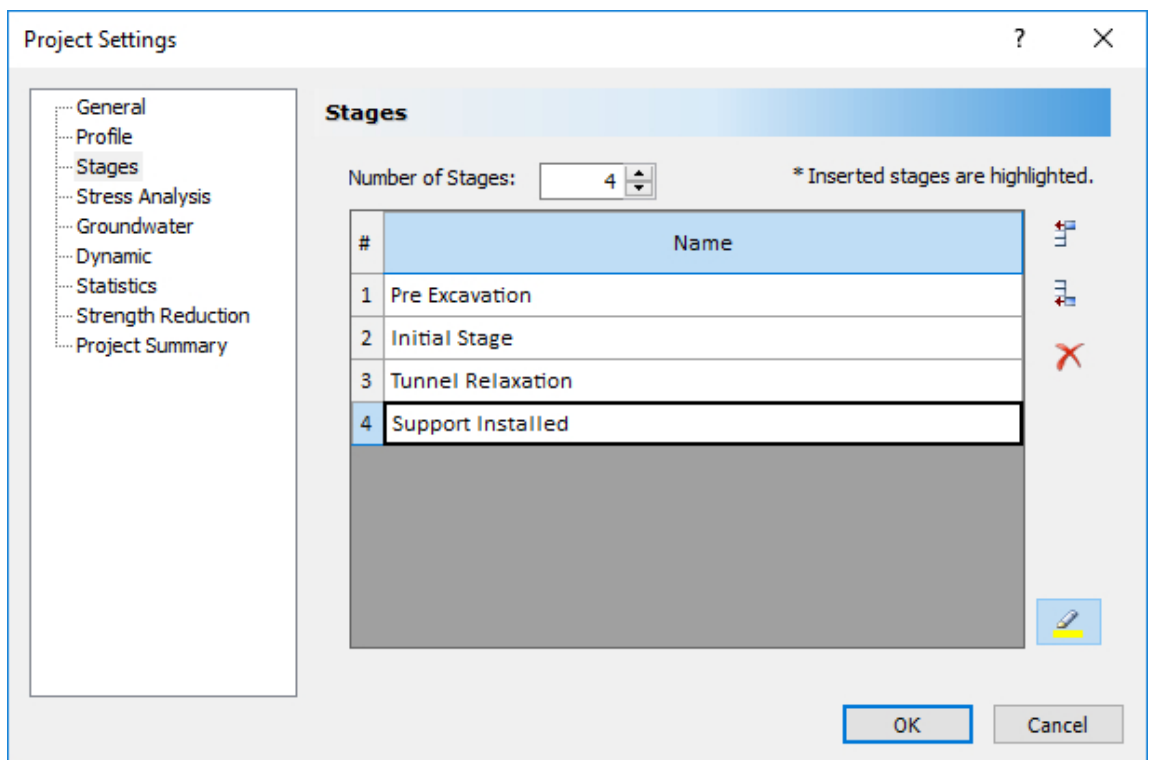 Project Settings
?
General
Profile
Stages
Stress Analysis
Groundwater
Dynamic
Statistics
Strength Reduction
Project Summary
Stages
Number of Stages: 4
* Inserted stages are highlighted.
# Name
1 Pre Excavation
2 Initial Stage
3 Tunnel Relaxation
4 Support Installed
OK Cancel